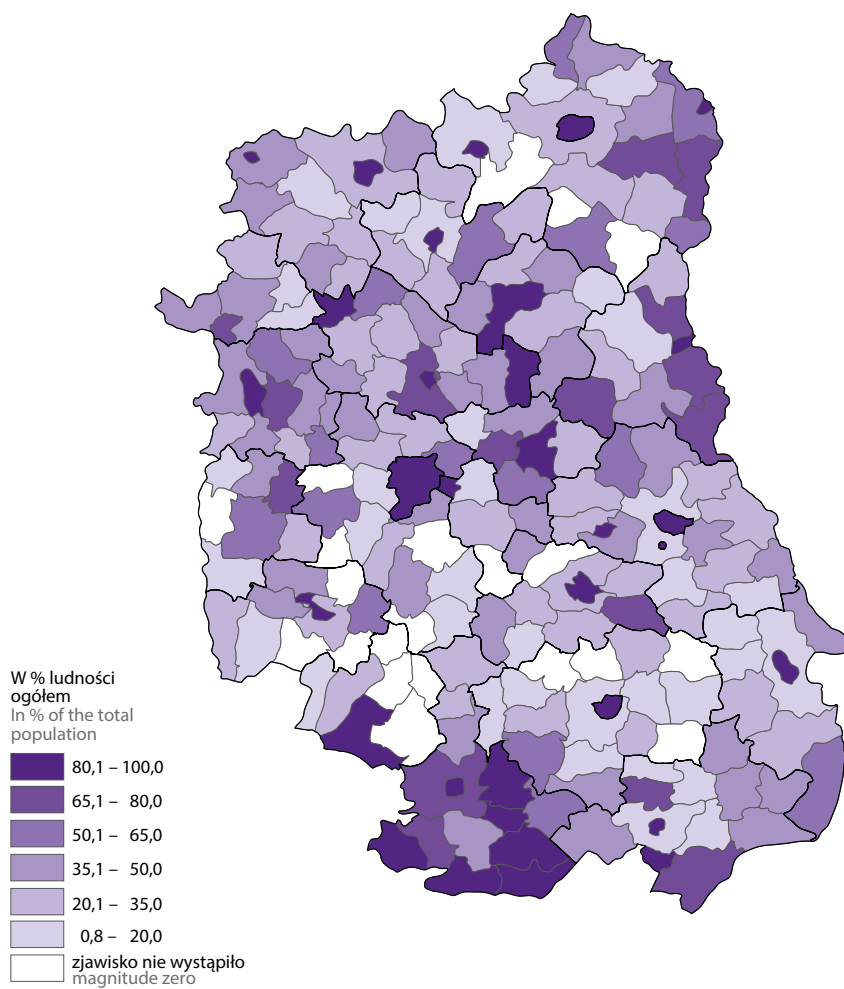 W % ludności
ogółem
In % of the total
population
80,1 – 100,0
65,1 – 80,0
50,1 – 65,0
35,1 – 50,0
20,1 – 35,0
0,8 – 20,0
zjawisko nie wystąpiło
magnitude zero